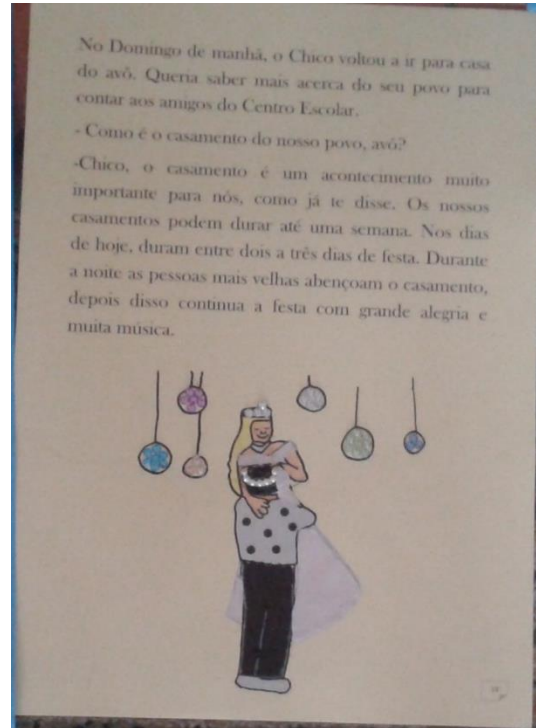 No Domingo de manhã, o Chico voltou a ir para casa
do avô. Queria saber mais acerca do seu povo para
contar aos amigos do Centro Escolar.
- Como é o casamento do nosso povo, avô?
-Chico, o casamento é um acontecimento muito
importante para nós, como já te disse. Os nossos
casamentos podem durar até uma semana. Nos dias
de hoje, duram entre dois a três dias de festa. Durante
a noite as pessoas mais velhas abençoam o casamento,
depois disso continua a festa com grande alegria e
muita música.